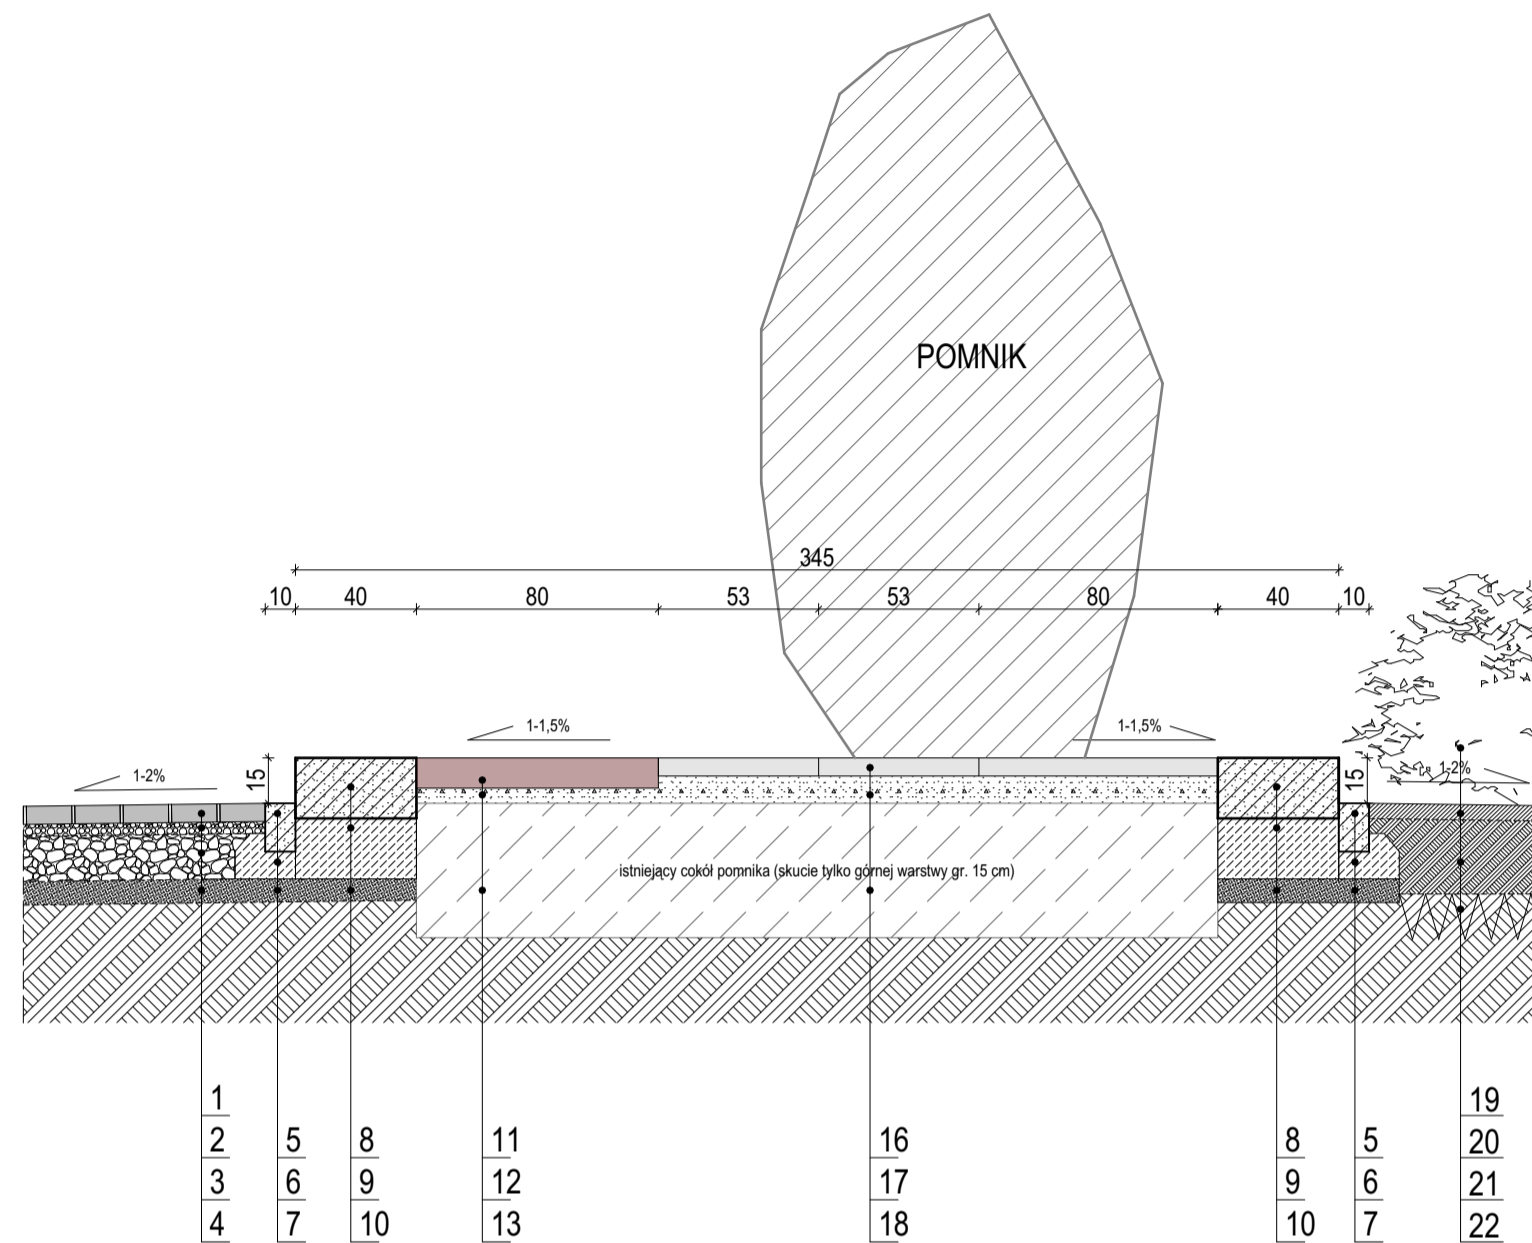 POMNIK
345
10 40 80 53 53 80 40 10
1-1,5% 1-1,5%
1-2% 15 15 1-2%
istniejący cokół pomnika (skucie tylko górnej warstwy gr. 15 cm)
1 19
2 5 8 11 16 8 5 20
3 6 9 12 17 9 6 21
4 7 10 13 18 10 7 22